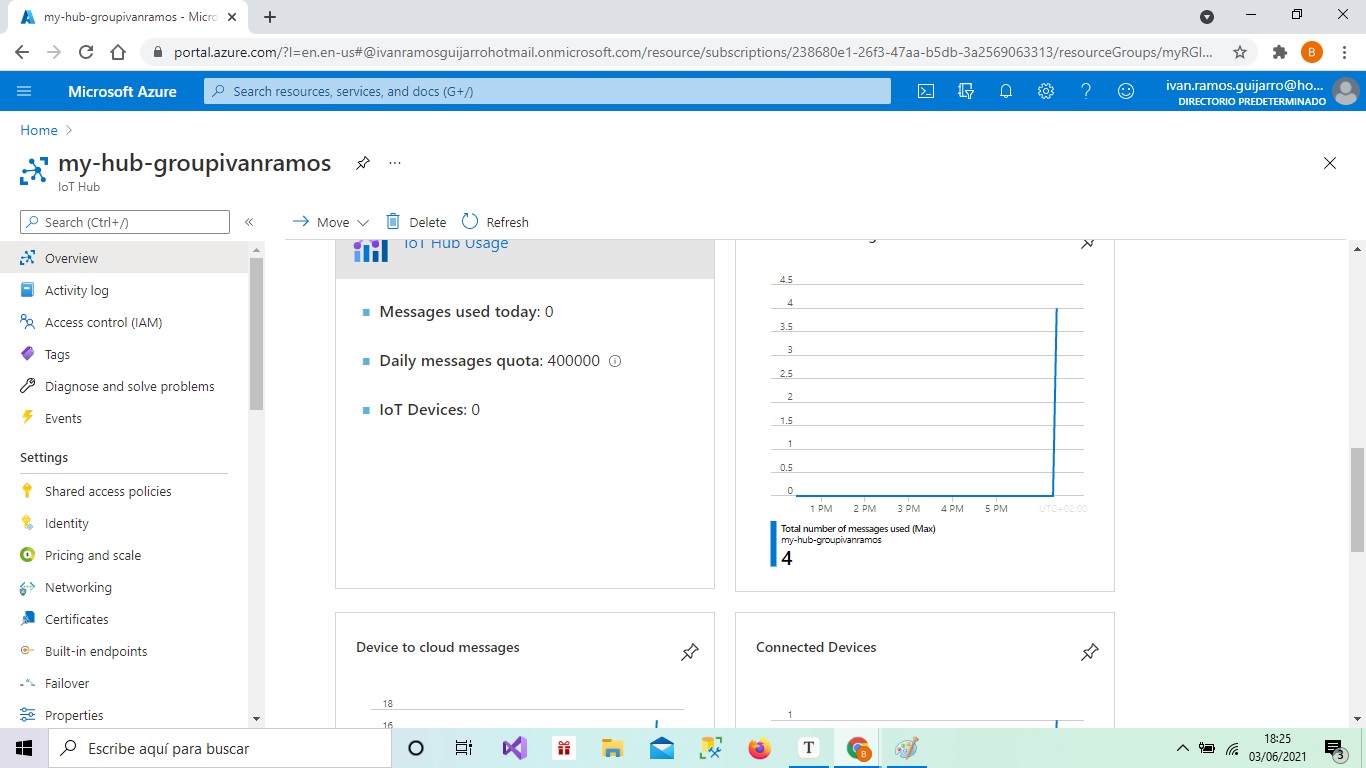 my-hub-groupivanramos - Micro
portal.azure.com/?l=en.en-us#@ivanramosguijarrohotmail.onmicrosoft.com/resource/subscriptions/238680e1-26f3-47aa-b5db-3a2569063313/resourceGroups/myRGI...
B
Microsoft Azure
Search resources, services, and docs (G+/)
ivan.ramos.guijarro@ho...
DIRECTORIO PREDETERMINADO
Home
my-hub-groupivanramos
IoT Hub
Search (Ctrl+/)
Move
Delete
Refresh
Overview
Activity log
Access control (IAM)
Tags
Diagnose and solve problems
Events
Settings
Shared access policies
Identity
Pricing and scale
Networking
Certificates
Built-in endpoints
Failover
Properties
IoT Hub Usage
Messages used today: 0
Daily messages quota: 400000
IoT Devices: 0
4.5
4
3.5
3
2.5
2
1.5
1
0.5
0
1 PM 2 PM 3 PM 4 PM 5 PM UTC+02:00
Total number of messages used (Max)
my-hub-groupivanramos
4
Device to cloud messages
18
16
Connected Devices
1
Escribe aquí para buscar
T
B
18:25
03/06/2021
3